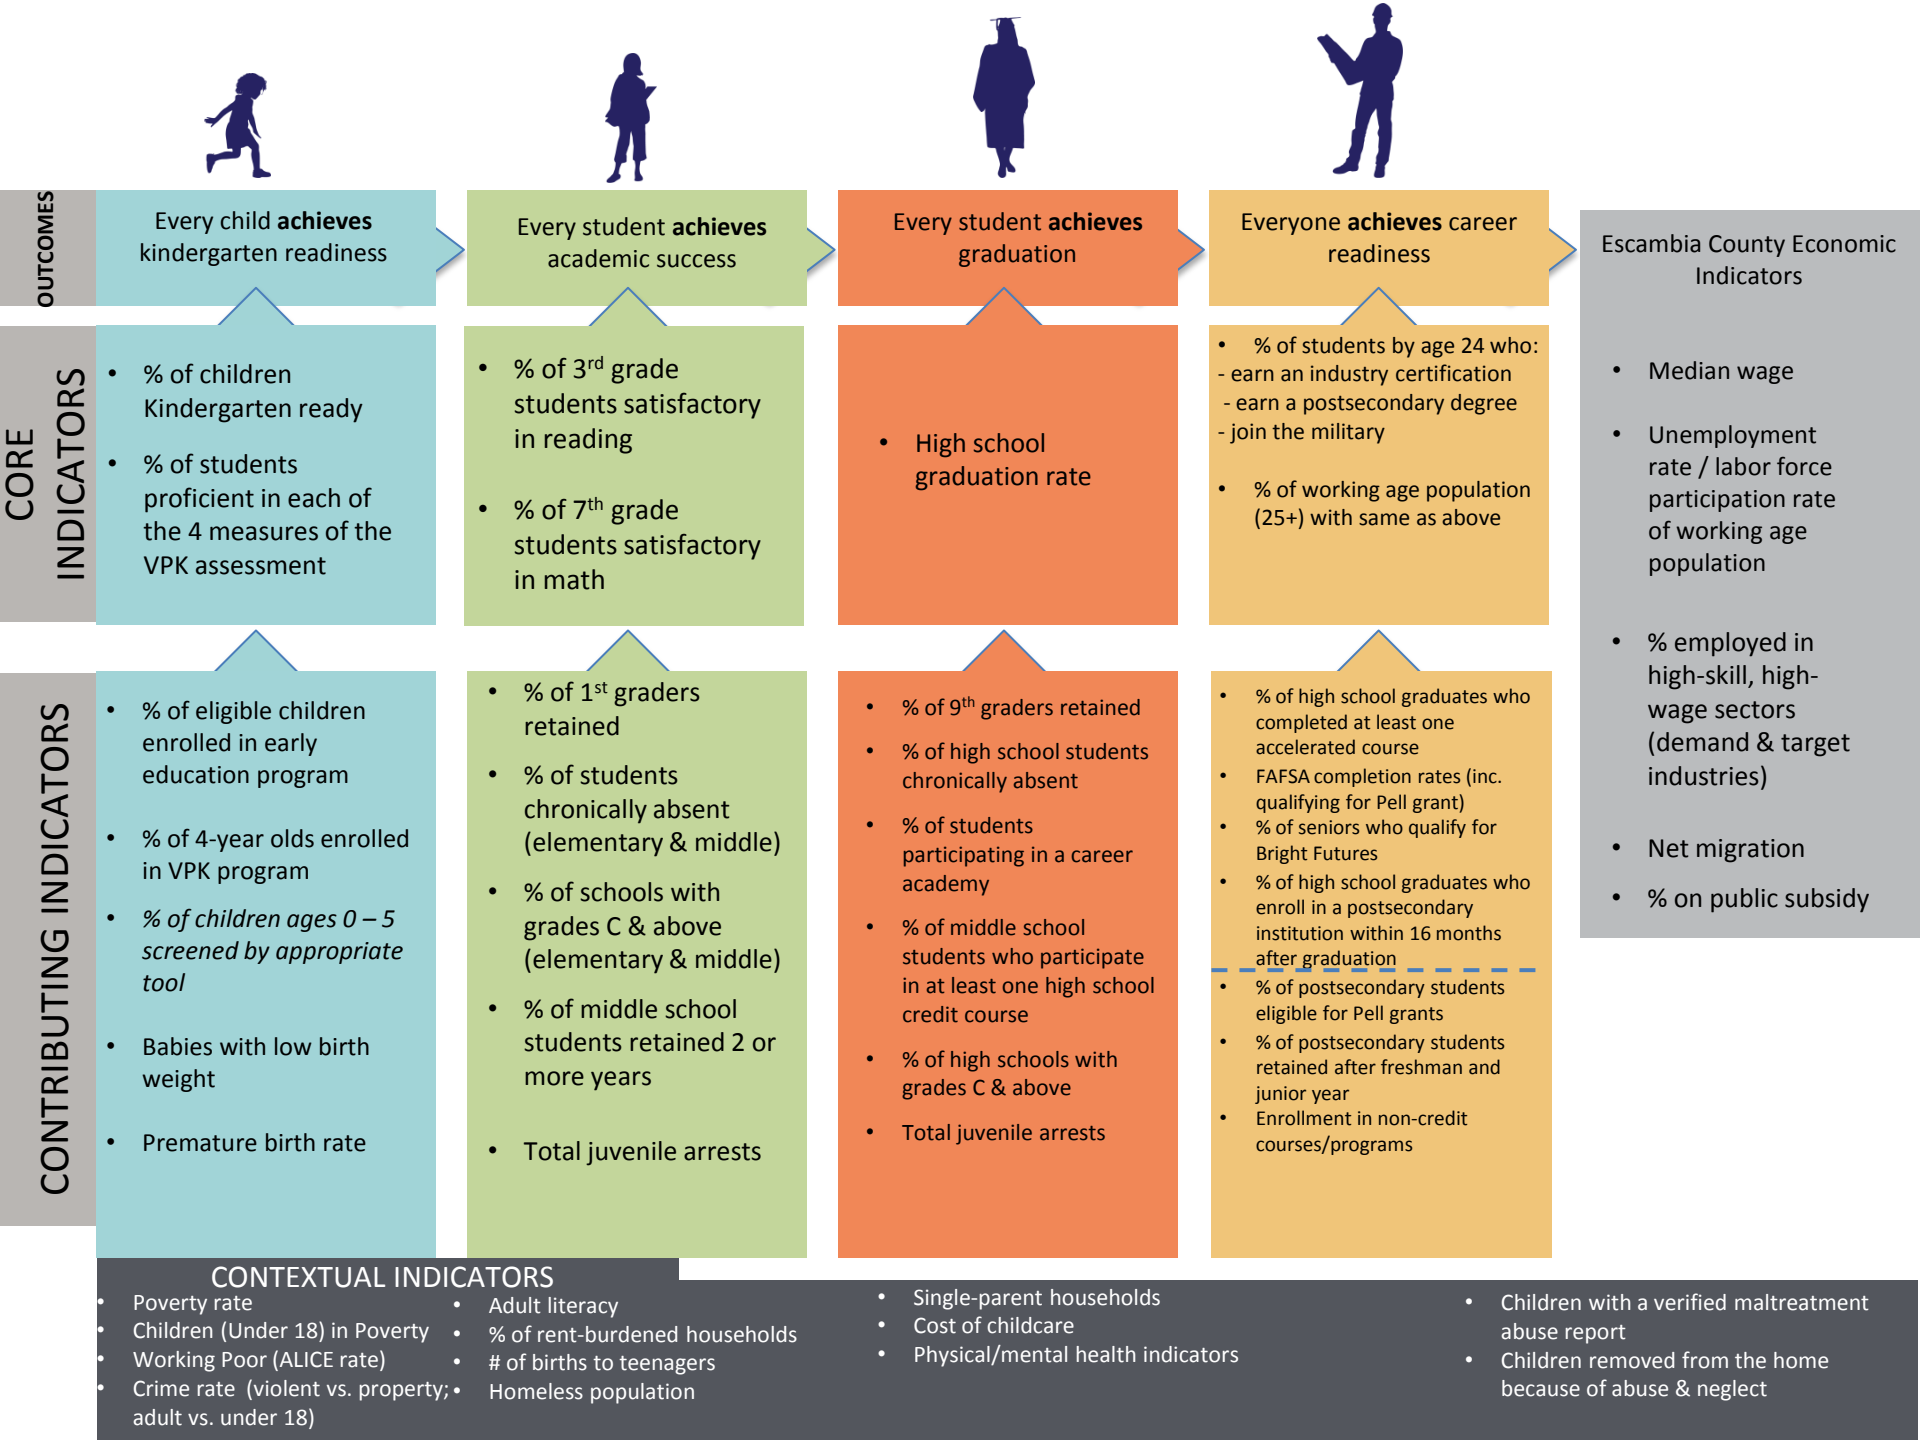 OUTCOMES
Every child achieves
kindergarten readiness
Every student achieves
academic success
Every student achieves
graduation
Everyone achieves career
readiness
Escambia County Economic
Indicators
CORE
INDICATORS
• % of children
Kindergarten ready
• % of students
proficient in each of
the 4 measures of the
VPK assessment
• % of 3rd grade
students satisfactory
in reading
• % of 7th grade
students satisfactory
in math
• High school
graduation rate
• % of students by age 24 who:
- earn an industry certification
- earn a postsecondary degree
- join the military
• % of working age population
(25+) with same as above
• Median wage
• Unemployment
rate / labor force
participation rate
of working age
population
• % employed in
high-skill, high-
wage sectors
(demand & target
industries)
• Net migration
• % on public subsidy
CONTRIBUTING INDICATORS
• % of eligible children
enrolled in early
education program
• % of 4-year olds enrolled
in VPK program
• % of children ages 0 – 5
screened by appropriate
tool
• Babies with low birth
weight
• Premature birth rate
• % of 1st graders
retained
• % of students
chronically absent
(elementary & middle)
• % of schools with
grades C & above
(elementary & middle)
• % of middle school
students retained 2 or
more years
• Total juvenile arrests
• % of 9th graders retained
• % of high school students
chronically absent
• % of students
participating in a career
academy
• % of middle school
students who participate
in at least one high school
credit course
• % of high schools with
grades C & above
• Total juvenile arrests
• % of high school graduates who
completed at least one
accelerated course
• FAFSA completion rates (inc.
qualifying for Pell grant)
• % of seniors who qualify for
Bright Futures
• % of high school graduates who
enroll in a postsecondary
institution within 16 months
after graduation
• % of postsecondary students
eligible for Pell grants
• % of postsecondary students
retained after freshman and
junior year
• Enrollment in non-credit
courses/programs
CONTEXTUAL INDICATORS
• Poverty rate
• Children (Under 18) in Poverty
• Working Poor (ALICE rate)
• Crime rate (violent vs. property;
adult vs. under 18)
• Adult literacy
• % of rent-burdened households
• # of births to teenagers
• Homeless population
• Single-parent households
• Cost of childcare
• Physical/mental health indicators
• Children with a verified maltreatment
abuse report
• Children removed from the home
because of abuse & neglect